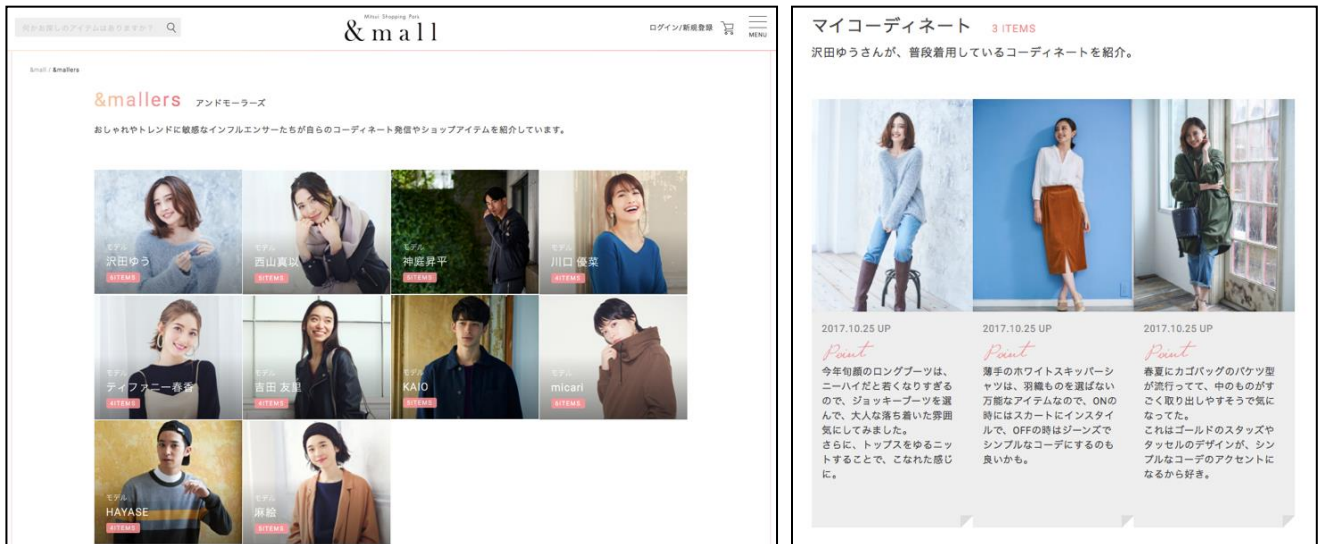 何かお探しのアイテムはありますか？
Mitsui Shopping Park
& mall
ログイン/新規登録
MENU
&mall / &mallers
&mallers アンドモーラーズ
おしゃれやトレンドに敏感なインフルエンサーたちが自らのコーディネート発信やショップアイテムを紹介しています。
モデル
沢田ゆう
6ITEMS
モデル
西山真以
6ITEMS
モデル
神庭昇平
5ITEMS
モデル
川口 優菜
4ITEMS
モデル
ティファニー春香
4ITEMS
モデル
吉田 友里
4ITEMS
モデル
KAIO
6ITEMS
モデル
micari
5ITEMS
モデル
HAYASE
4ITEMS
モデル
麻絵
5ITEMS
マイコーディネート 3 ITEMS
沢田ゆうさんが、普段着用しているコーディネートを紹介。
2017.10.25 UP
Point
今年旬顔のロングブーツは、
ニーハイだと若くなりすぎる
ので、ジョッキーブーツを選
んで、大人な落ち着いた雰囲
気にしてみました。
さらに、トップスをゆるニッ
トすることで、こなれた感じ
に。
2017.10.25 UP
Point
薄手のホワイトスキッパーシ
ャツは、羽織ものを選ばない
万能なアイテムなので、ONの
時にはスカートにインスタイ
ルで、OFFの時はジーンズで
シンプルなコーデにするのも
良いかも。
2017.10.25 UP
Point
春夏にカゴバッグのバケツ型
が流行ってて、中のものがす
ごく取り出しやすそうで気に
なってた。
これはゴールドのスタッズや
タッセルのデザインが、シン
プルなコーデのアクセントに
なるから好き。